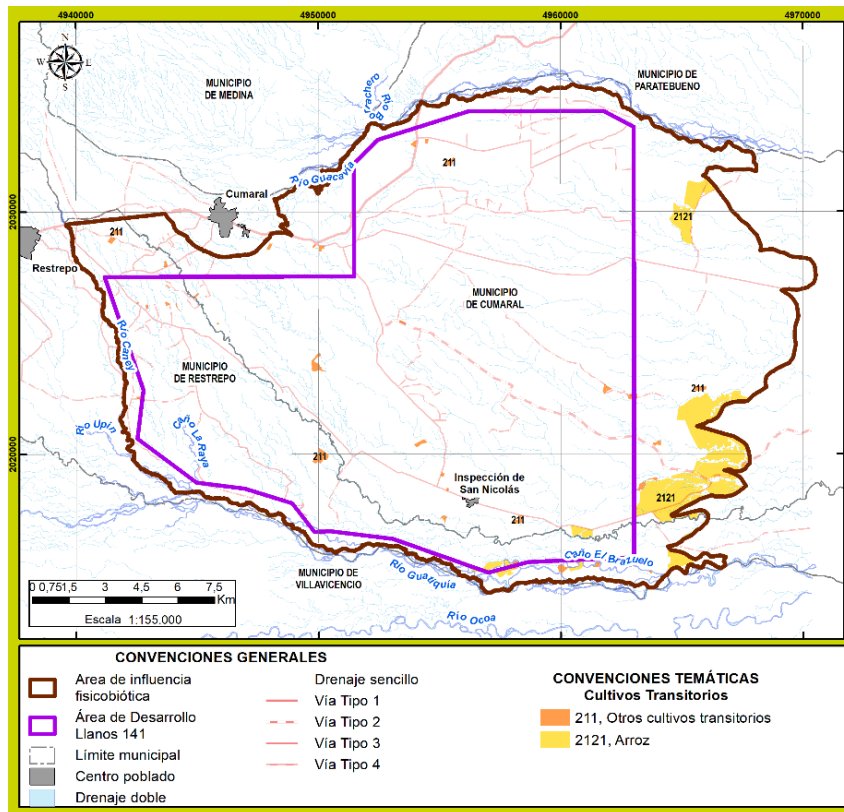 4940000
4950000
4960000
4970000
N
W
E
S
MUNICIPIO
DE MEDINA
MUNICIPIO DE
PARATEBUENO
Río
Río Guacavía
211
Cumaral
2030000
2121
211
Restrepo
MUNICIPIO
DE CUMARAL
Río Caney
MUNICIPIO
DE RESTREPO
211
Río Upín
Caño La Raya
2020000
211
Inspección de
San Nicolás
2121
211
Caño El Brazuelo
MUNICIPIO DE
VILLAVICENCIO
Río Guatiquía
Río Ocoa
0 0,751,5 3 4,5 6 7,5
Km
Escala 1:155.000
CONVENCIONES GENERALES
Area de influencia
fisicobiótica
Área de Desarrollo
Llanos 141
Límite municipal
Centro poblado
Drenaje doble
Drenaje sencillo
Vía Tipo 1
Vía Tipo 2
Vía Tipo 3
Vía Tipo 4
CONVENCIONES TEMÁTICAS
Cultivos Transitorios
211, Otros cultivos transitorios
2121, Arroz